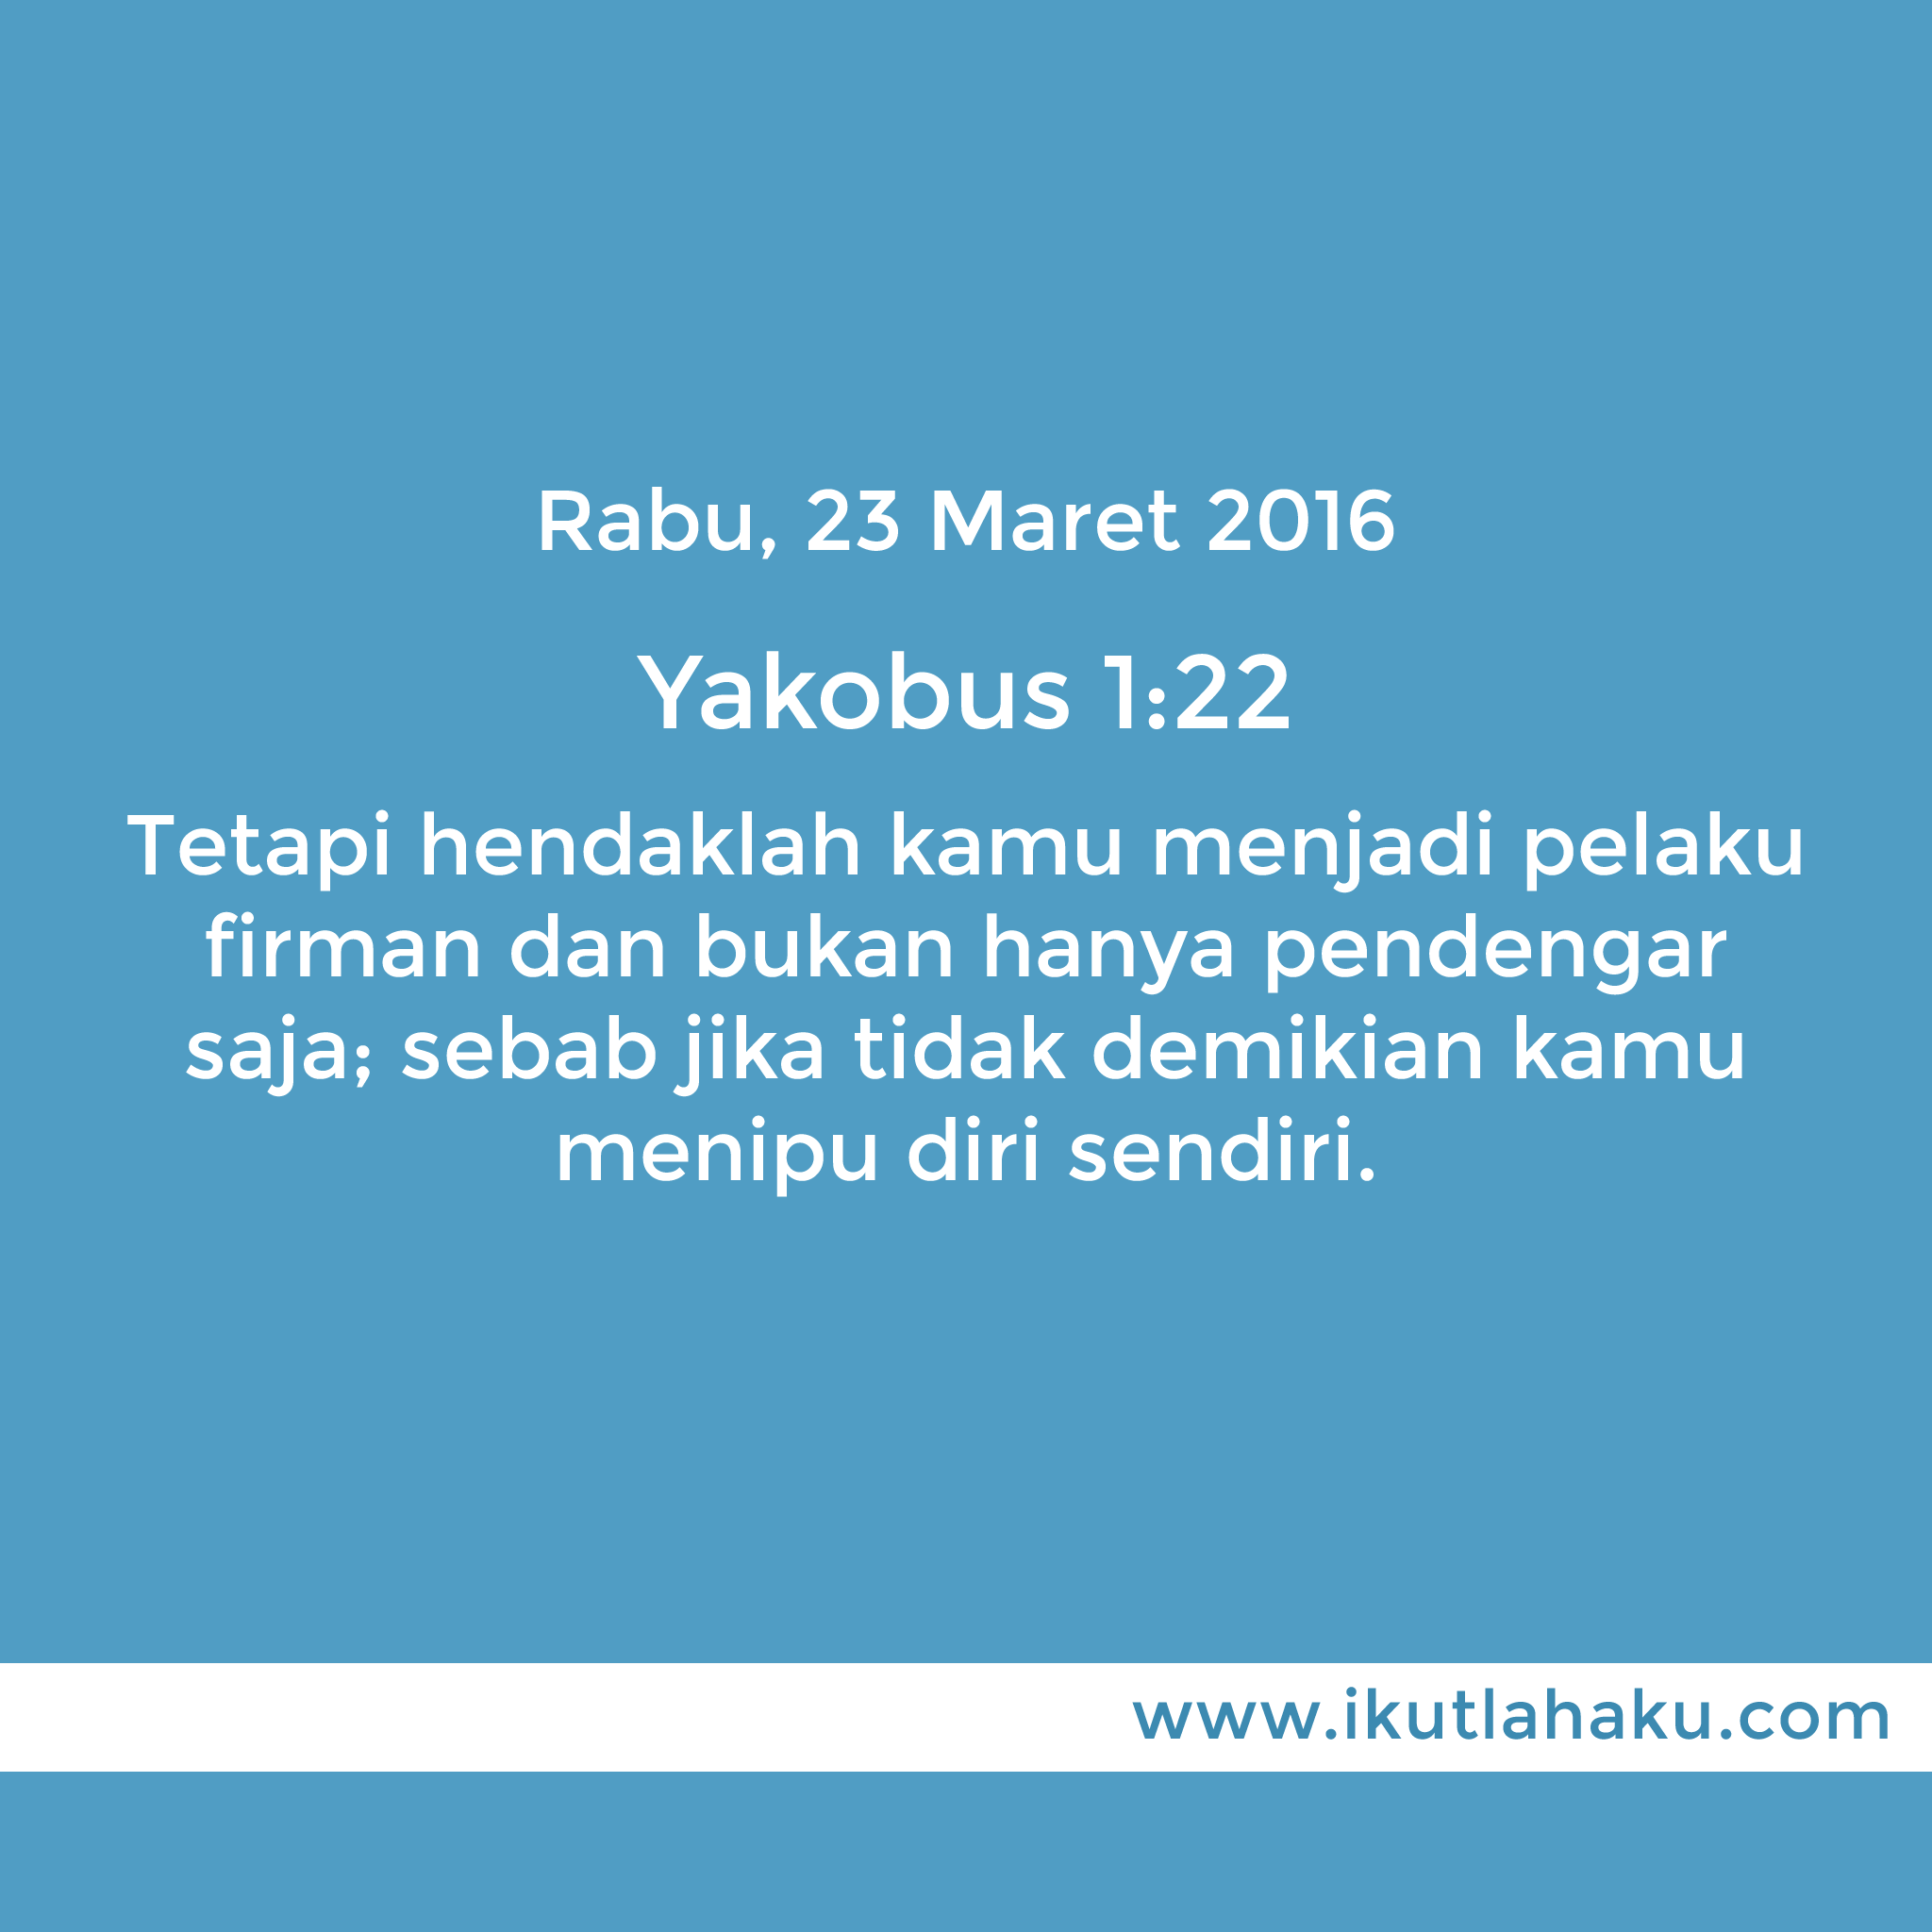 Rabu, 23 Maret 2016
Yakobus 1:22
Tetapi hendaklah kamu menjadi pelaku
firman dan bukan hanya pendengar
saja; sebab jika tidak demikian kamu
menipu diri sendiri.
www.ikutlahaku.com